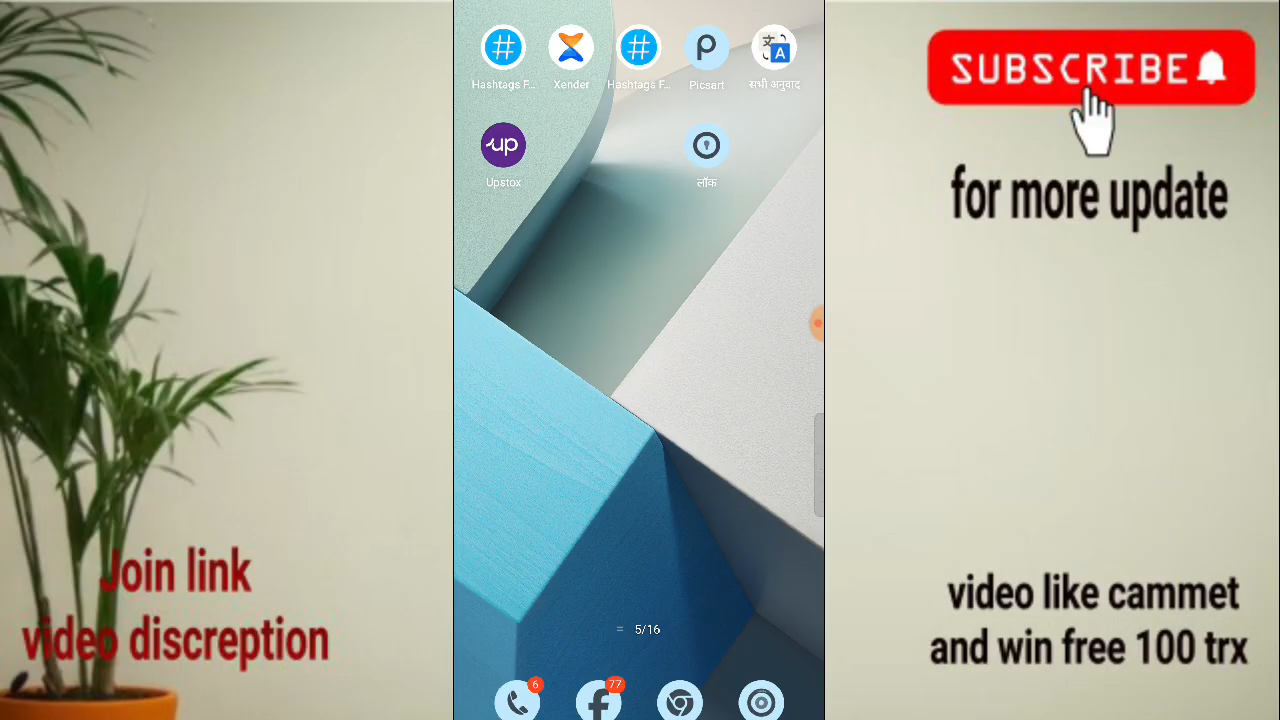 Hashtags F...
Xender
Hashtags F...
Picsart
सभी अनुवाद
up
Upstox
लॉक
5/16
6
77
SUBSCRIBE
for more update
Join link
video discreption
video like cammet
and win free 100 trx